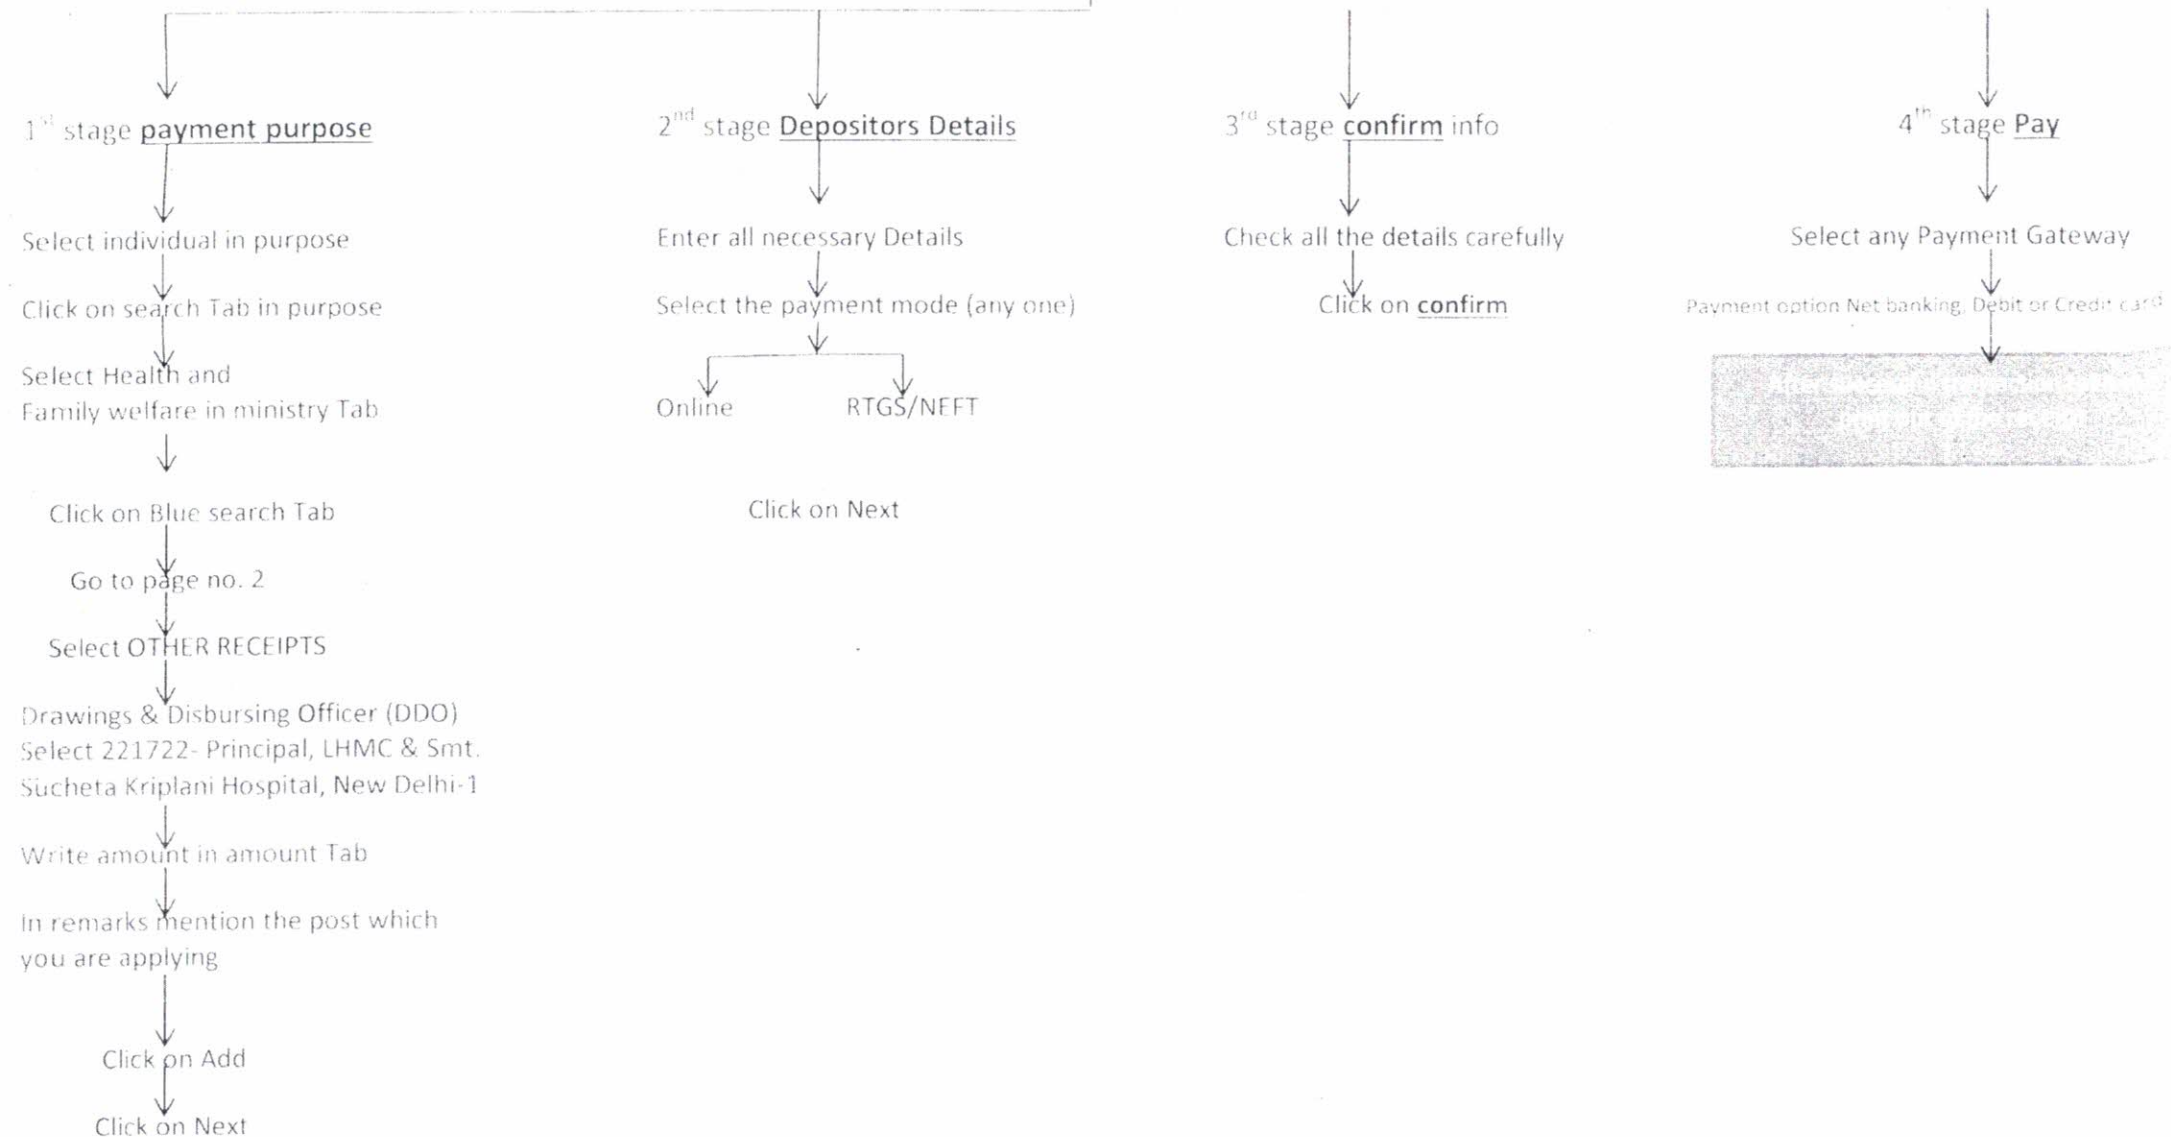 1st stage payment purpose
Select individual in purpose
Click on search Tab in purpose
Select Health and
Family welfare in ministry Tab
Click on Blue search Tab
Go to page no. 2
Select OTHER RECEIPTS
Drawings & Disbursing Officer (DDO)
Select 221722- Principal, LHMC & Smt.
Sucheta Kriplani Hospital, New Delhi-1
Write amount in amount Tab
In remarks mention the post which
you are applying
Click on Add
Click on Next
2nd stage Depositors Details
Enter all necessary Details
Select the payment mode (any one)
Online RTGS/NEFT
Click on Next
3rd stage confirm info
Check all the details carefully
Click on confirm
4th stage Pay
Select any Payment Gateway
Payment option Net banking, Debit or Credit card